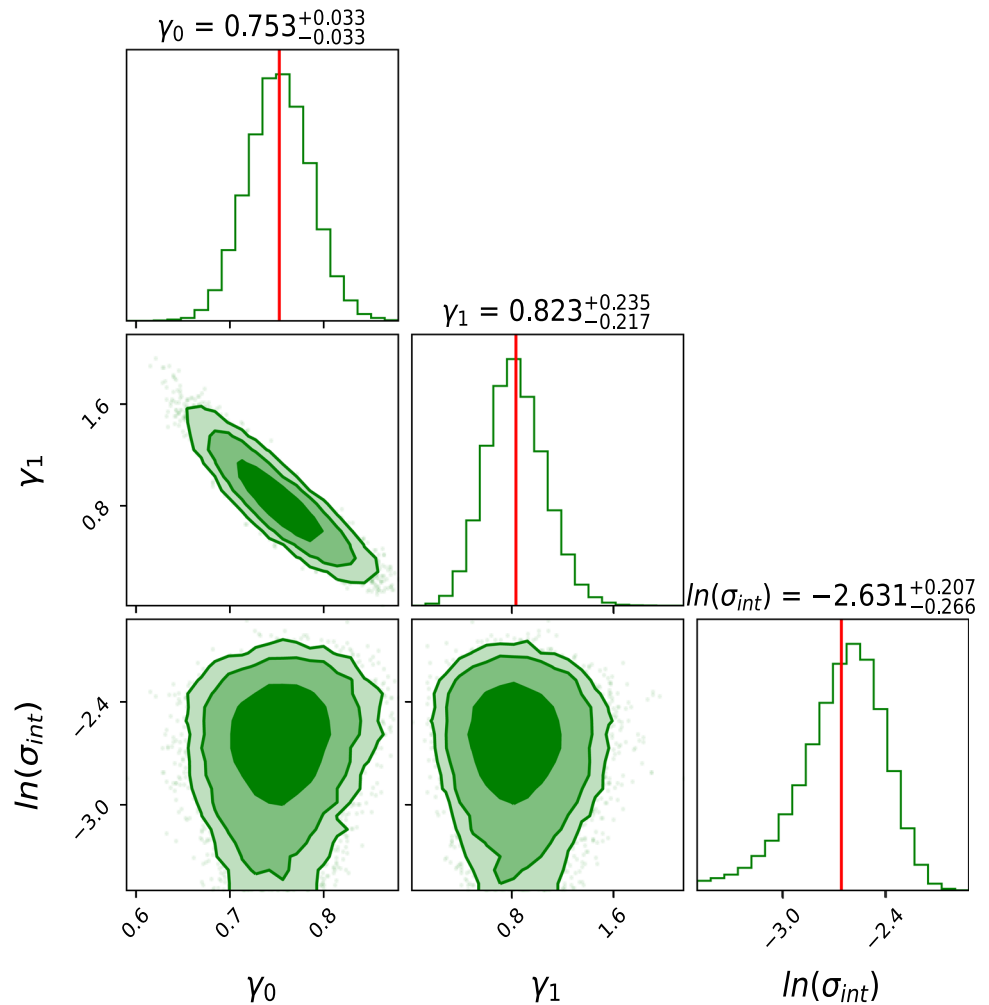 γ₀ = 0.753⁺⁰·⁰³³₋₀.₀₃₃
γ₁ = 0.823⁺⁰·²³⁵₋₀.₂₁₇
1.6
0.8
γ₁
ln(σᵢₙₜ) = −2.631⁺⁰·²⁰⁷₋₀.₂₆₆
−2.4
−3.0
ln(σᵢₙₜ)
0.6 0.7 0.8 0.8 1.6 −3.0 −2.4
γ₀ γ₁ ln(σᵢₙₜ)